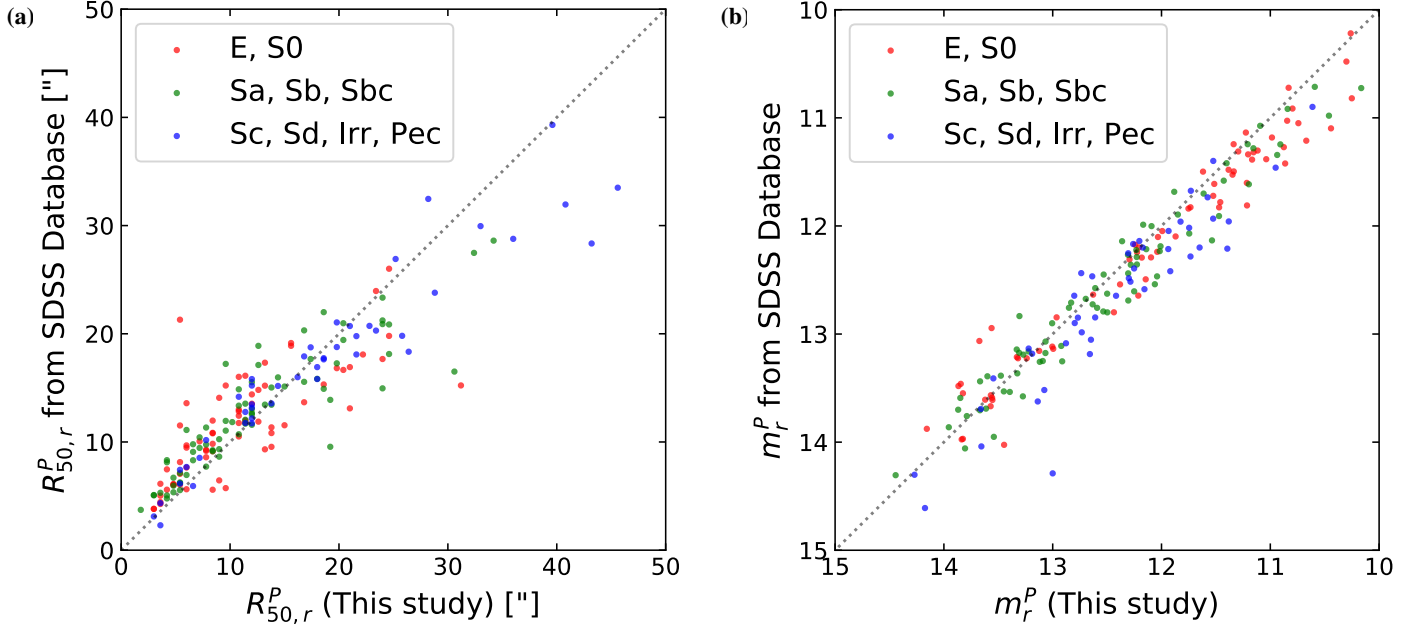 (a)
50
40
30
20
10
0
0 10 20 30 40 50
E, S0
Sa, Sb, Sbc
Sc, Sd, Irr, Pec
R^P_{50, r} from SDSS Database ["]
R^P_{50, r} (This study) ["]
(b)
10
11
12
13
14
15
15 14 13 12 11 10
E, S0
Sa, Sb, Sbc
Sc, Sd, Irr, Pec
m^P_r from SDSS Database
m^P_r (This study)